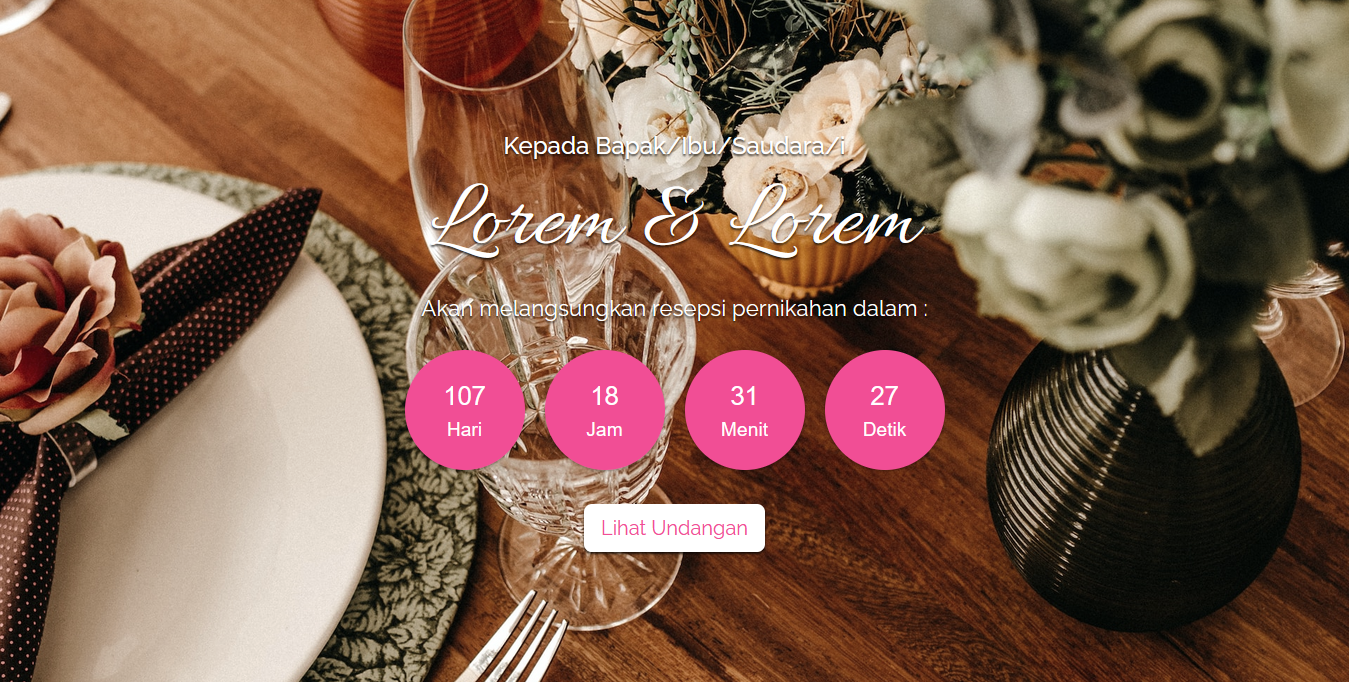 Kepada Bapak/Ibu/Saudara/i
Lorem & Lorem
Akan melangsungkan resepsi pernikahan dalam :
107 18 31 27
Hari Jam Menit Detik
Lihat Undangan